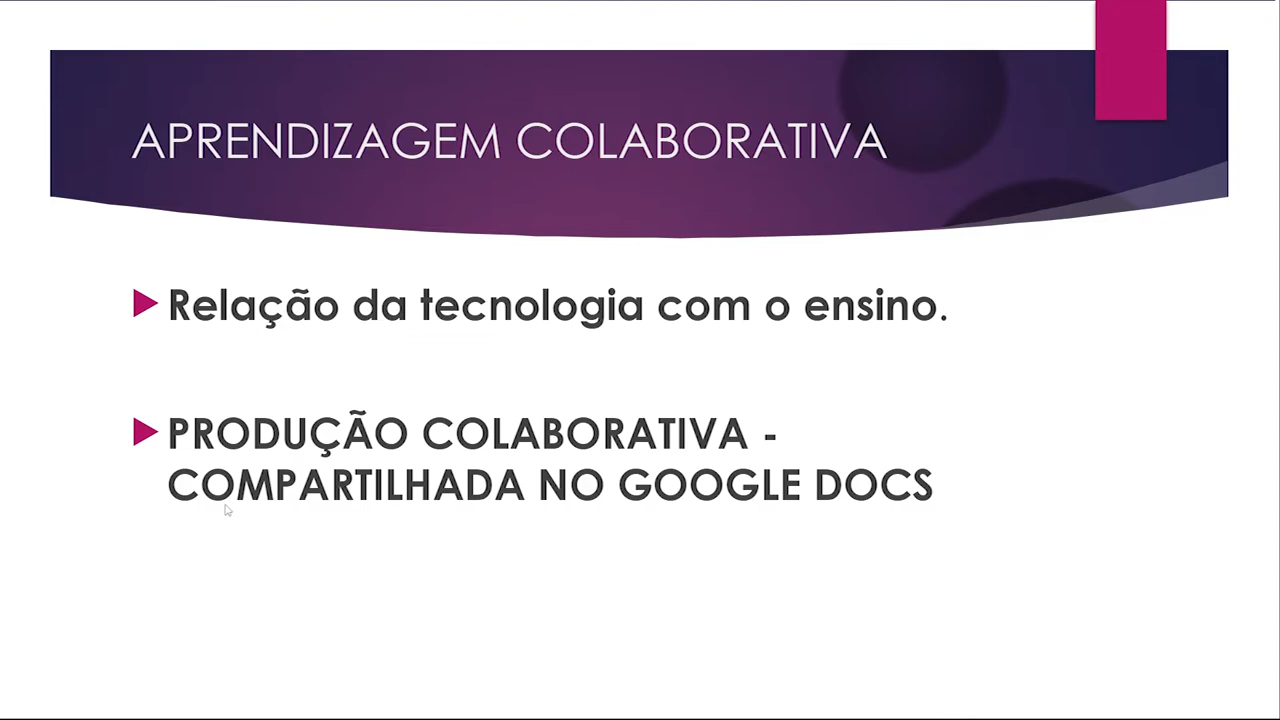 APRENDIZAGEM COLABORATIVA
Relação da tecnologia com o ensino.
PRODUÇÃO COLABORATIVA -
COMPARTILHADA NO GOOGLE DOCS